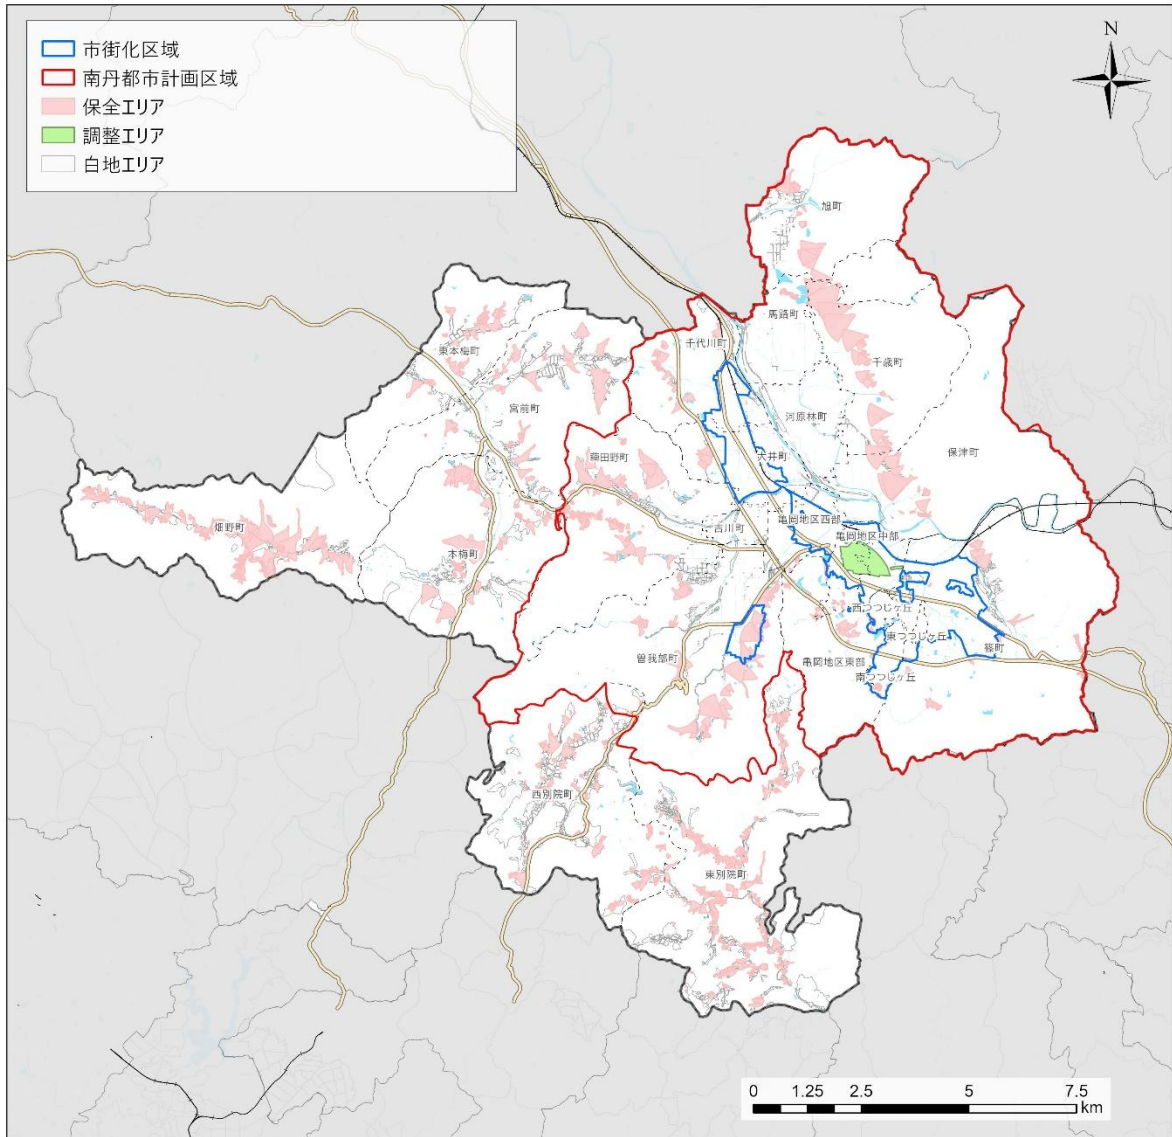 市街化区域
南丹都市計画区域
保全エリア
調整エリア
白地エリア
N
旭町
馬路町
千代川町
東本梅町
千歳町
宮前町
河原林町
保津町
大井町
薭田野町
亀岡地区西部
吉川町
畑野町
亀岡地区中部
本梅町
西つつじヶ丘
東つつじヶ丘
篠町
曽我部町
亀岡地区東部
南つつじヶ丘
西別院町
東別院町
0 1.25 2.5 5 7.5
km